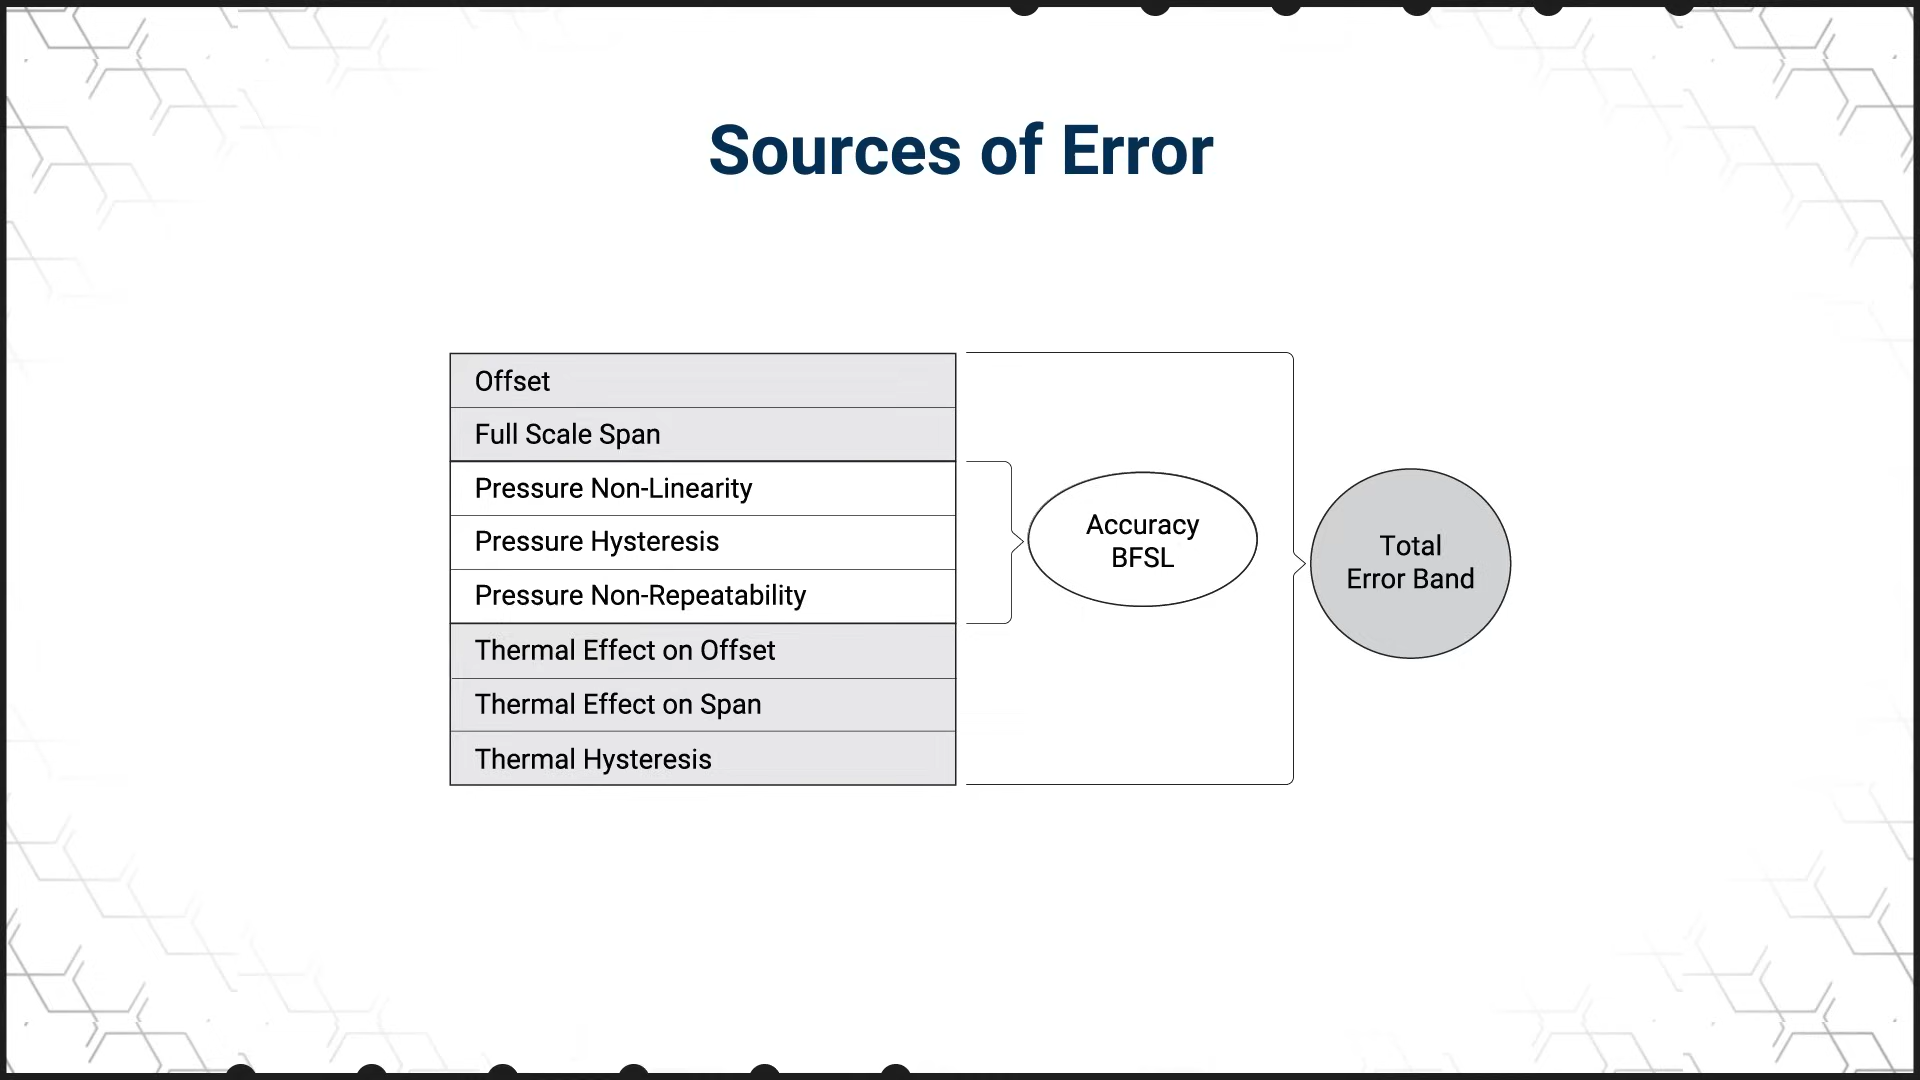 Sources of Error
Offset
Full Scale Span
Pressure Non-Linearity
Pressure Hysteresis
Pressure Non-Repeatability
Thermal Effect on Offset
Thermal Effect on Span
Thermal Hysteresis
Accuracy
BFSL
Total
Error Band